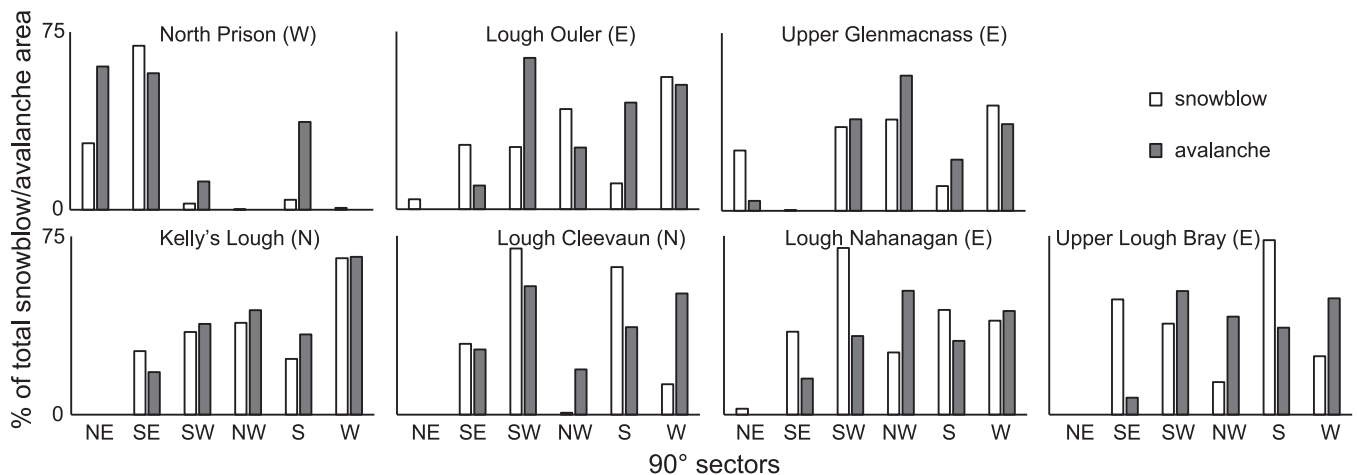 % of total snowblow/avalanche area
75
0
North Prison (W)
Lough Ouler (E)
Upper Glenmacnass (E)
snowblow
avalanche
75
0
Kelly's Lough (N)
Lough Cleevaun (N)
Lough Nahanagan (E)
Upper Lough Bray (E)
NE SE SW NW S W
NE SE SW NW S W
NE SE SW NW S W
NE SE SW NW S W
90° sectors